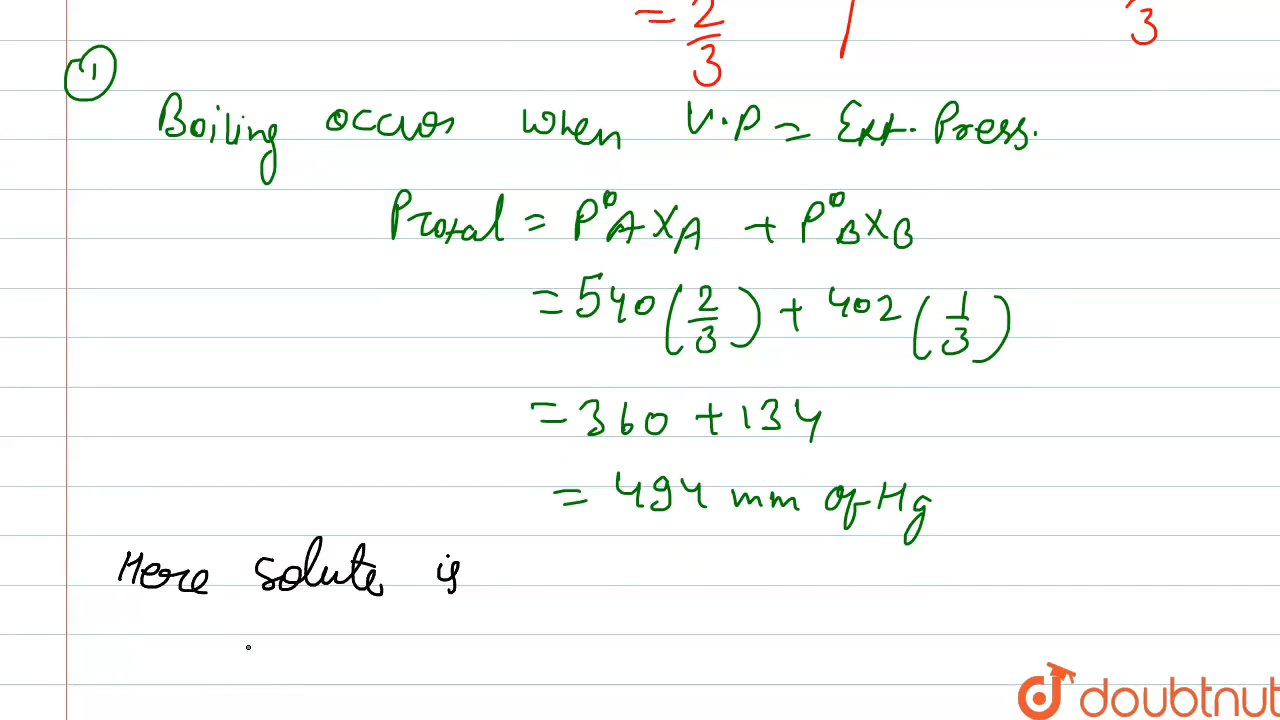 = 2/3
3
1
Boiling occurs when V.P = Ext. Press.
PTotal = P°A XA + P°B XB
= 540 (2/3) + 402 (1/3)
= 360 + 134
= 494 mm of Hg
Here solute is
doubtnut